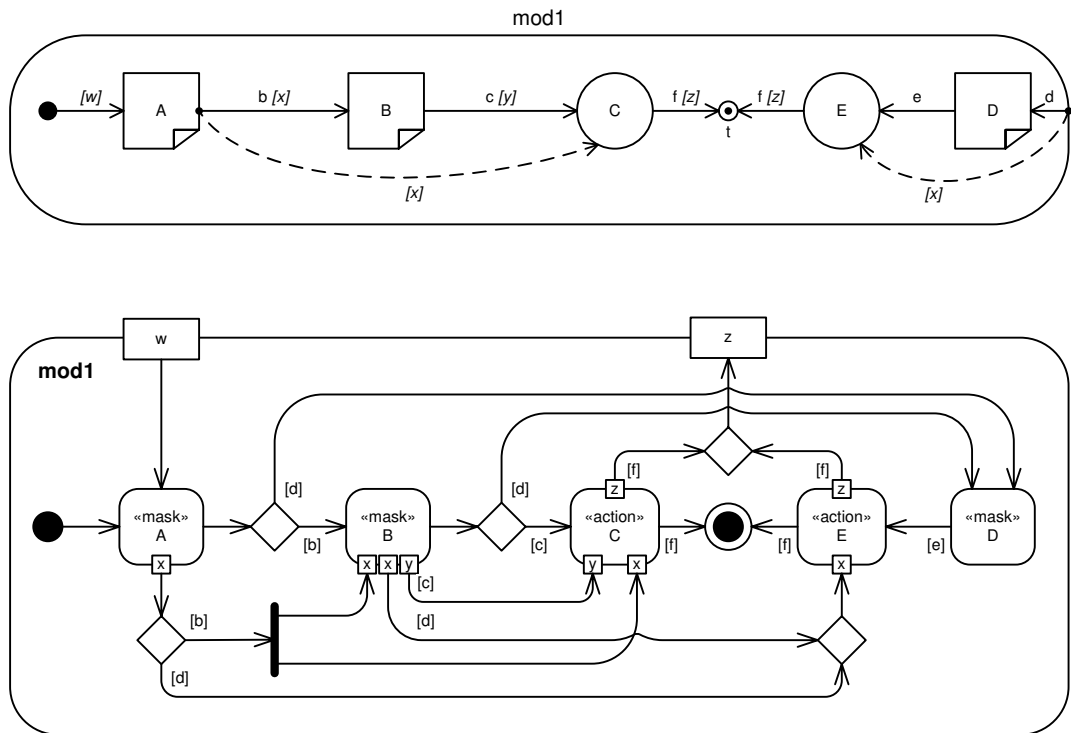 mod1
[w]
A
b [x]
B
c [y]
C
f [z]
t
f [z]
E
e
D
d
[x]
[x]
w
z
mod1
[d]
[d]
[f]
[f]
z
z
«mask»
A
[b]
«mask»
B
[c]
«action»
C
[f]
[f]
«action»
E
[e]
«mask»
D
x
x
x
y
[c]
y
x
x
[b]
[d]
[d]